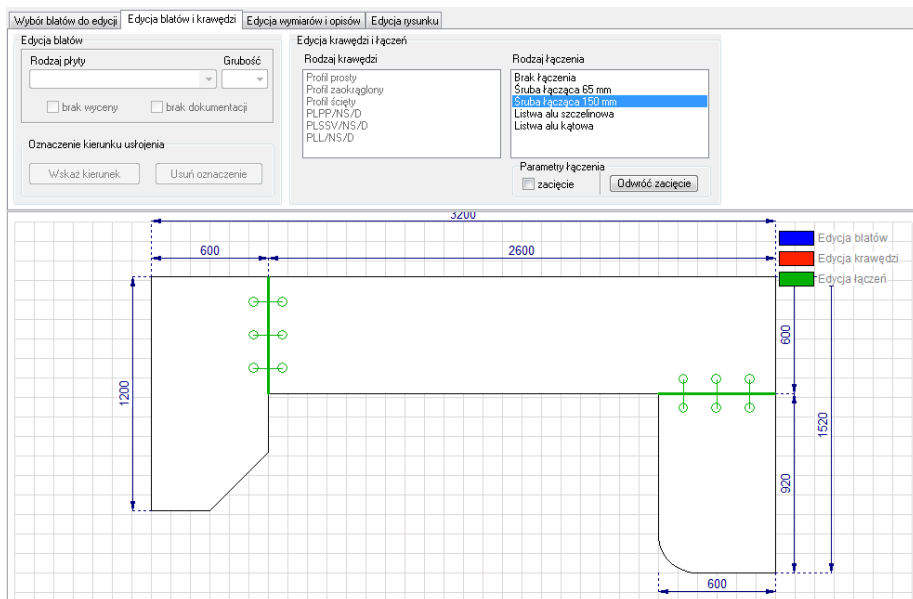 Wybór blatów do edycji
Edycja blatów i krawędzi
Edycja wymiarów i opisów
Edycja rysunku
Edycja blatów
Rodzaj płyty
Grubość
brak wyceny
brak dokumentacji
Oznaczenie kierunku usłojenia
Wskaż kierunek
Usuń oznaczenie
Edycja krawędzi i łączeń
Rodzaj krawędzi
Profil prosty
Profil zaokrąglony
Profil ścięty
PLPP/NS/D
PLSSV/NS/D
PLL/NS/D
Rodzaj łączenia
Brak łączenia
Śruba łącząca 65 mm
Śruba łącząca 150 mm
Listwa alu szczelinowa
Listwa alu kątowa
Parametry łączenia
zacięcie
Odwróć zacięcie
3200
600
2600
Edycja blatów
Edycja krawędzi
Edycja łączeń
600
1200
1520
920
600